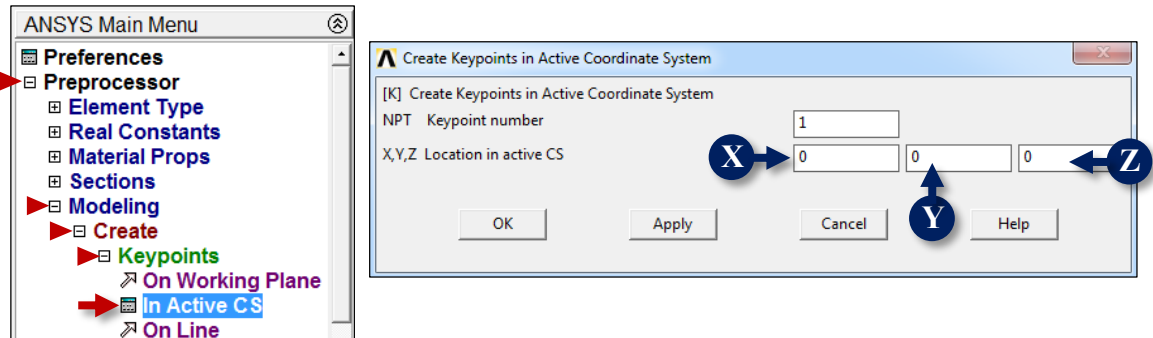 ANSYS Main Menu
Preferences
Preprocessor
Element Type
Real Constants
Material Props
Sections
Modeling
Create
Keypoints
On Working Plane
In Active CS
On Line
Create Keypoints in Active Coordinate System
[K] Create Keypoints in Active Coordinate System
NPT Keypoint number 1
X,Y,Z Location in active CS X 0 0 0 Z
Y
OK Apply Cancel Help